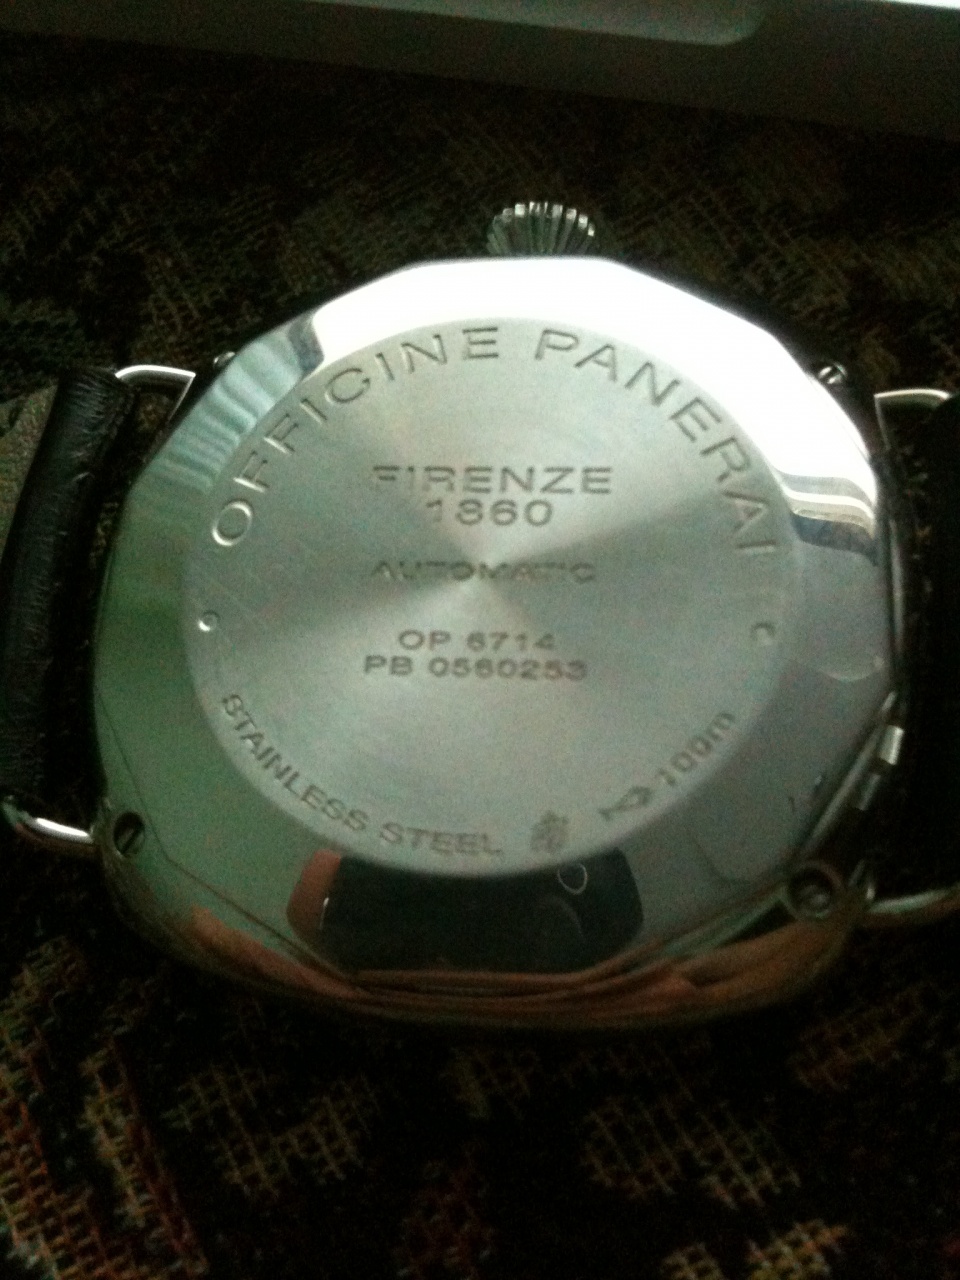 OFFICINE PANERAI
FIRENZE
1860
AUTOMATIC
OP 6714
PB 0560253
STAINLESS STEEL
100m